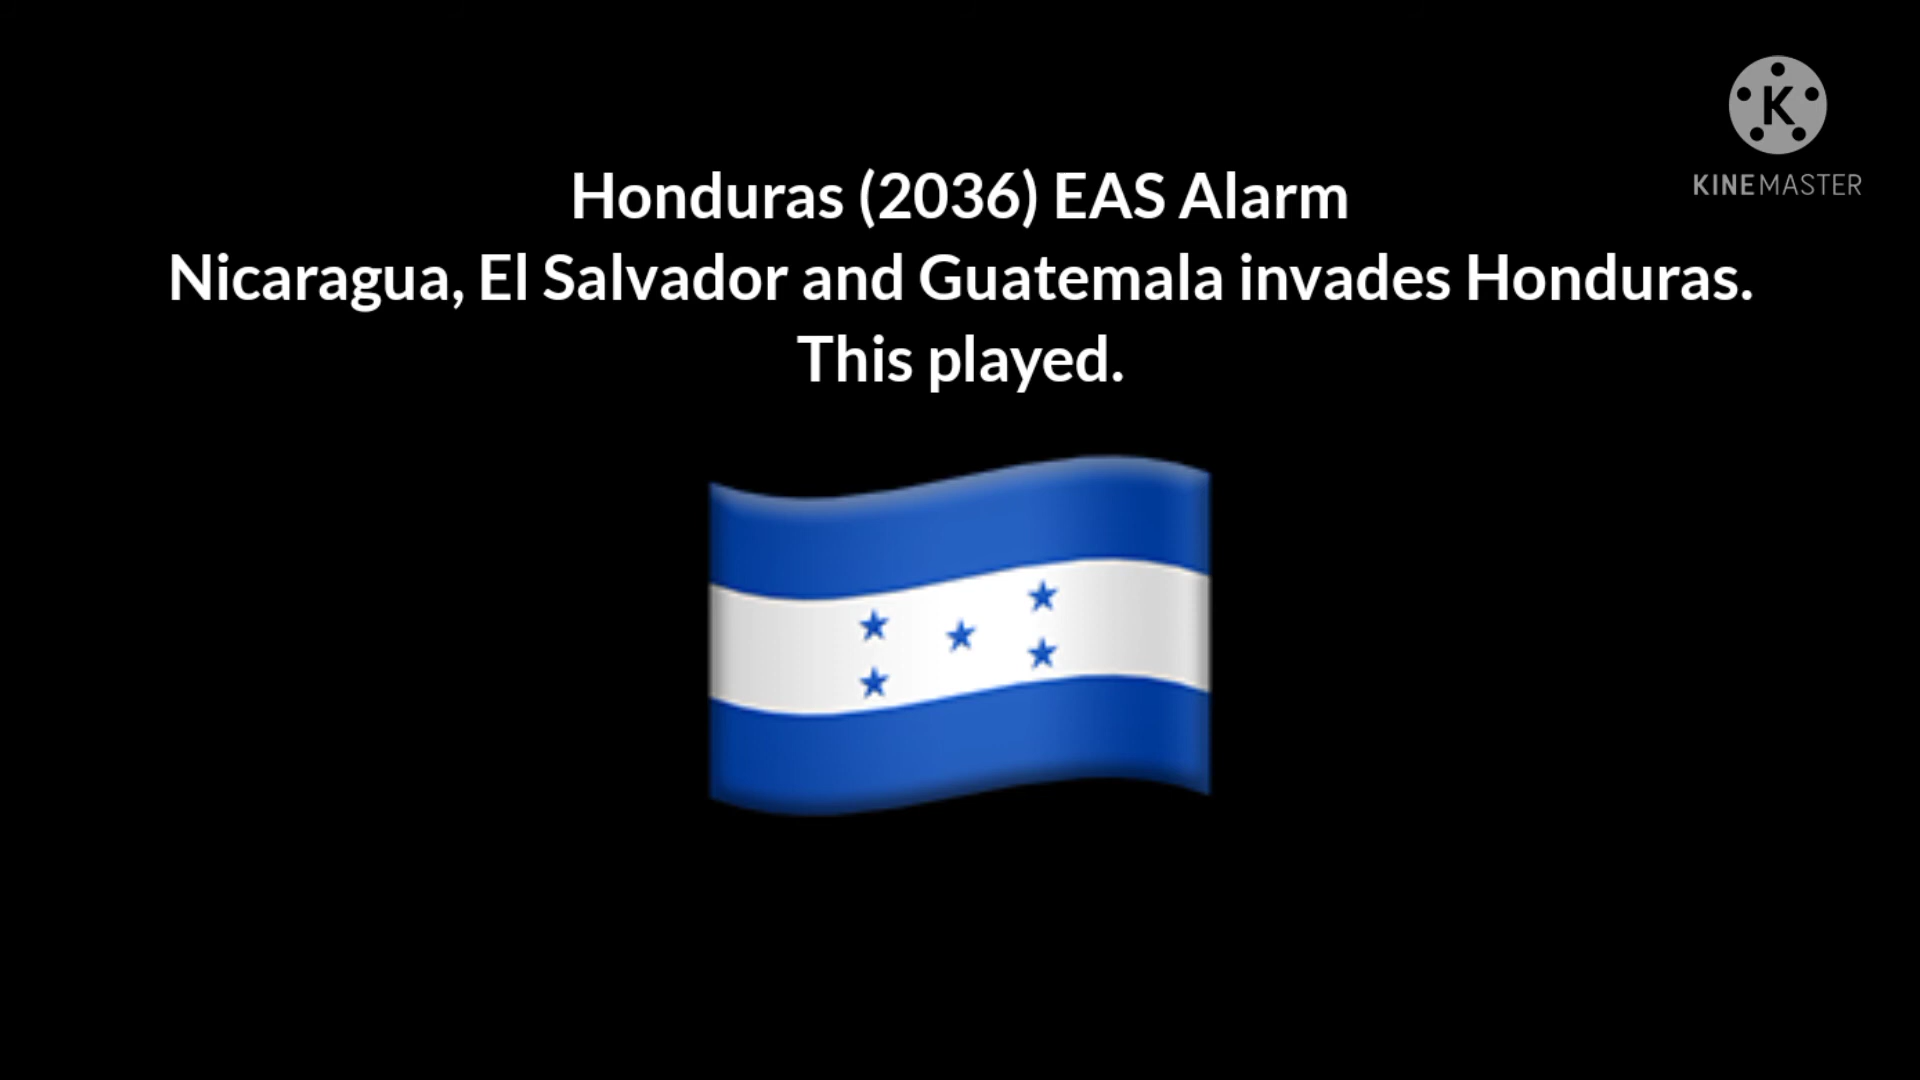 K
KINEMASTER
Honduras (2036) EAS Alarm
Nicaragua, El Salvador and Guatemala invades Honduras.
This played.